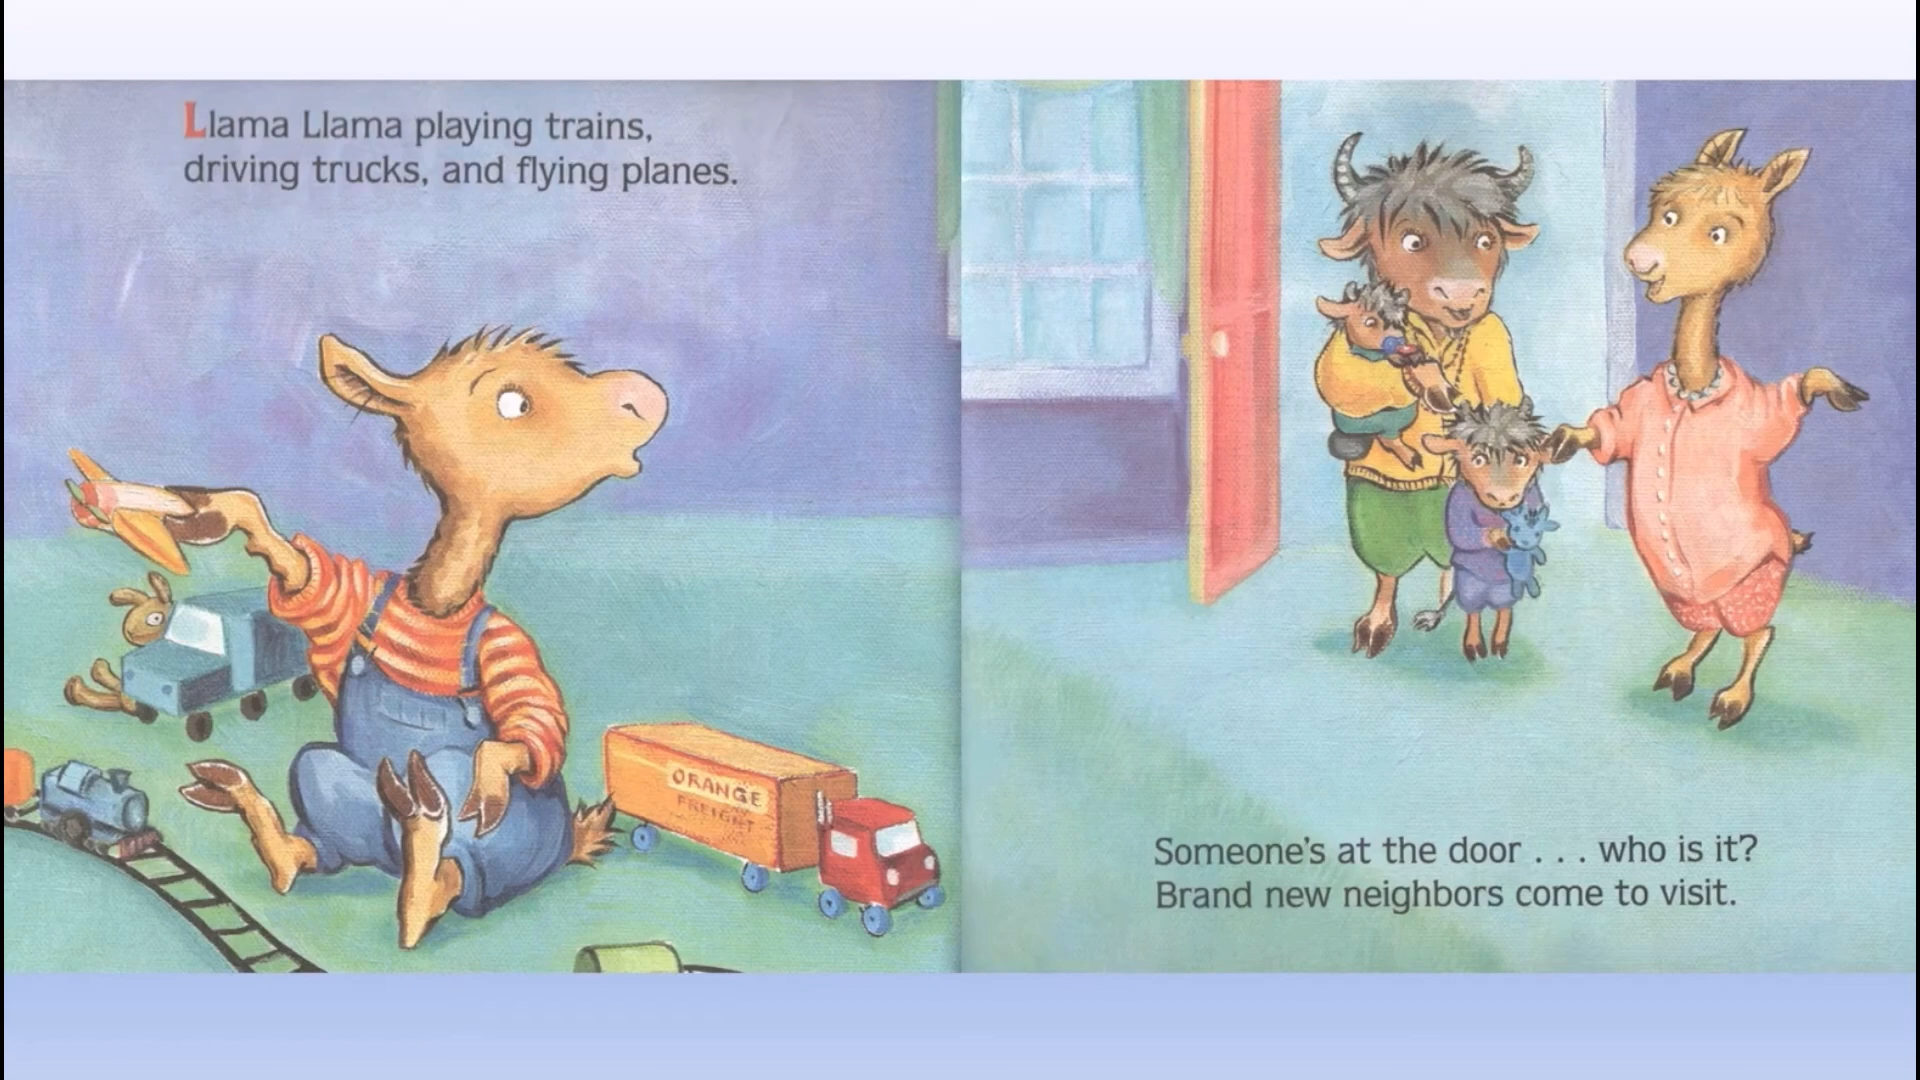 Llama Llama playing trains,
driving trucks, and flying planes.
ORANGE
FREIGHT
Someone's at the door . . . who is it?
Brand new neighbors come to visit.